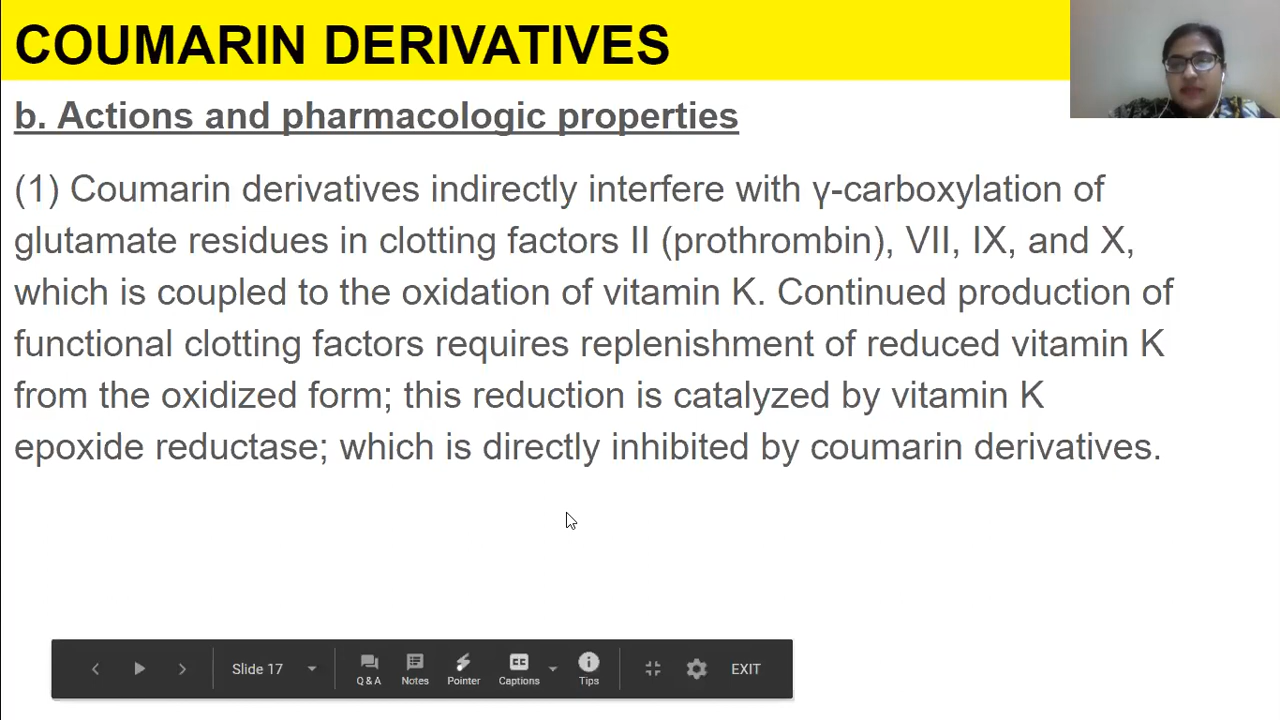 COUMARIN DERIVATIVES
b. Actions and pharmacologic properties
(1) Coumarin derivatives indirectly interfere with γ-carboxylation of
glutamate residues in clotting factors II (prothrombin), VII, IX, and X,
which is coupled to the oxidation of vitamin K. Continued production of
functional clotting factors requires replenishment of reduced vitamin K
from the oxidized form; this reduction is catalyzed by vitamin K
epoxide reductase; which is directly inhibited by coumarin derivatives.
Slide 17
Q & A
Notes
Pointer
CC
Captions
Tips
EXIT